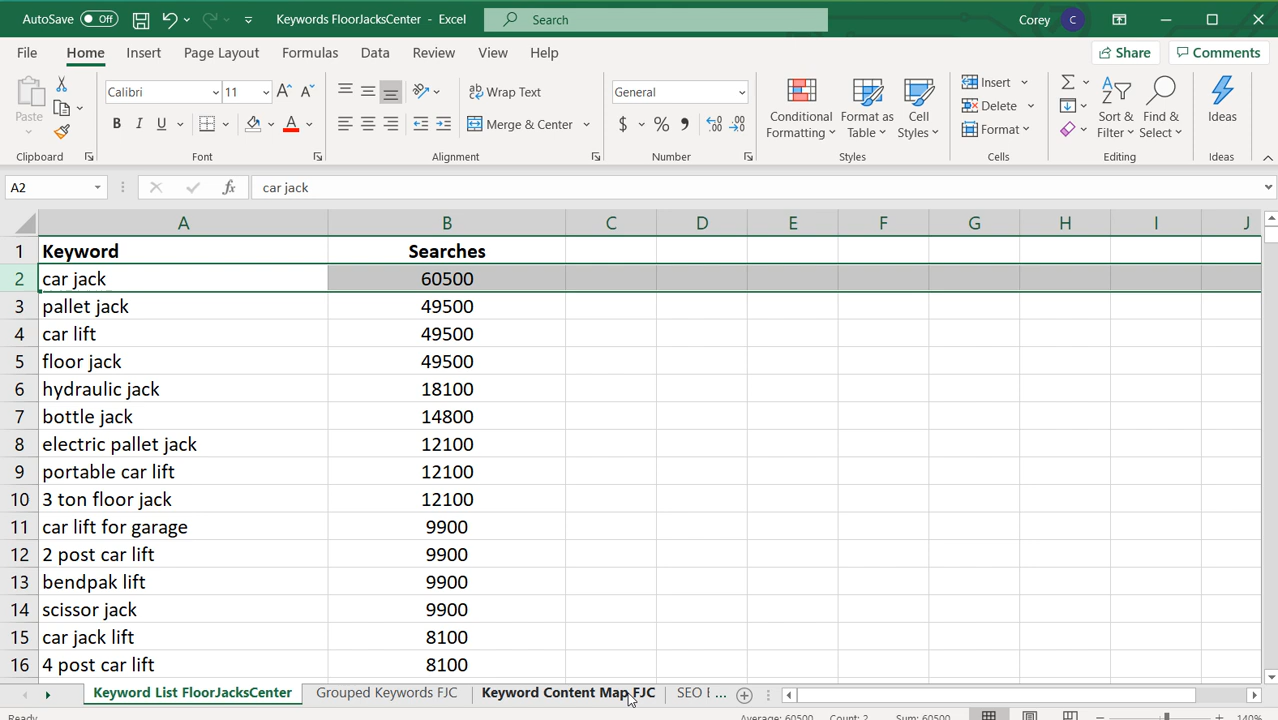 AutoSave Off Keywords FloorJacksCenter - Excel Search Corey C
File Home Insert Page Layout Formulas Data Review View Help Share Comments
Paste Calibri 11 Wrap Text General Conditional Formatting Format as Table Cell Styles Insert Sort & Filter Find & Select Ideas
B I U Merge & Center $ % Delete
Format
Clipboard Font Alignment Number Styles Cells Editing Ideas
A2 fx car jack
A B C D E F G H I J
1 Keyword Searches
2 car jack 60500
3 pallet jack 49500
4 car lift 49500
5 floor jack 49500
6 hydraulic jack 18100
7 bottle jack 14800
8 electric pallet jack 12100
9 portable car lift 12100
10 3 ton floor jack 12100
11 car lift for garage 9900
12 2 post car lift 9900
13 bendpak lift 9900
14 scissor jack 9900
15 car jack lift 8100
16 4 post car lift 8100
Keyword List FloorJacksCenter Grouped Keywords FJC Keyword Content Map FJC SEO ...
Ready Average: 60500 Count: 2 Sum: 60500 140%